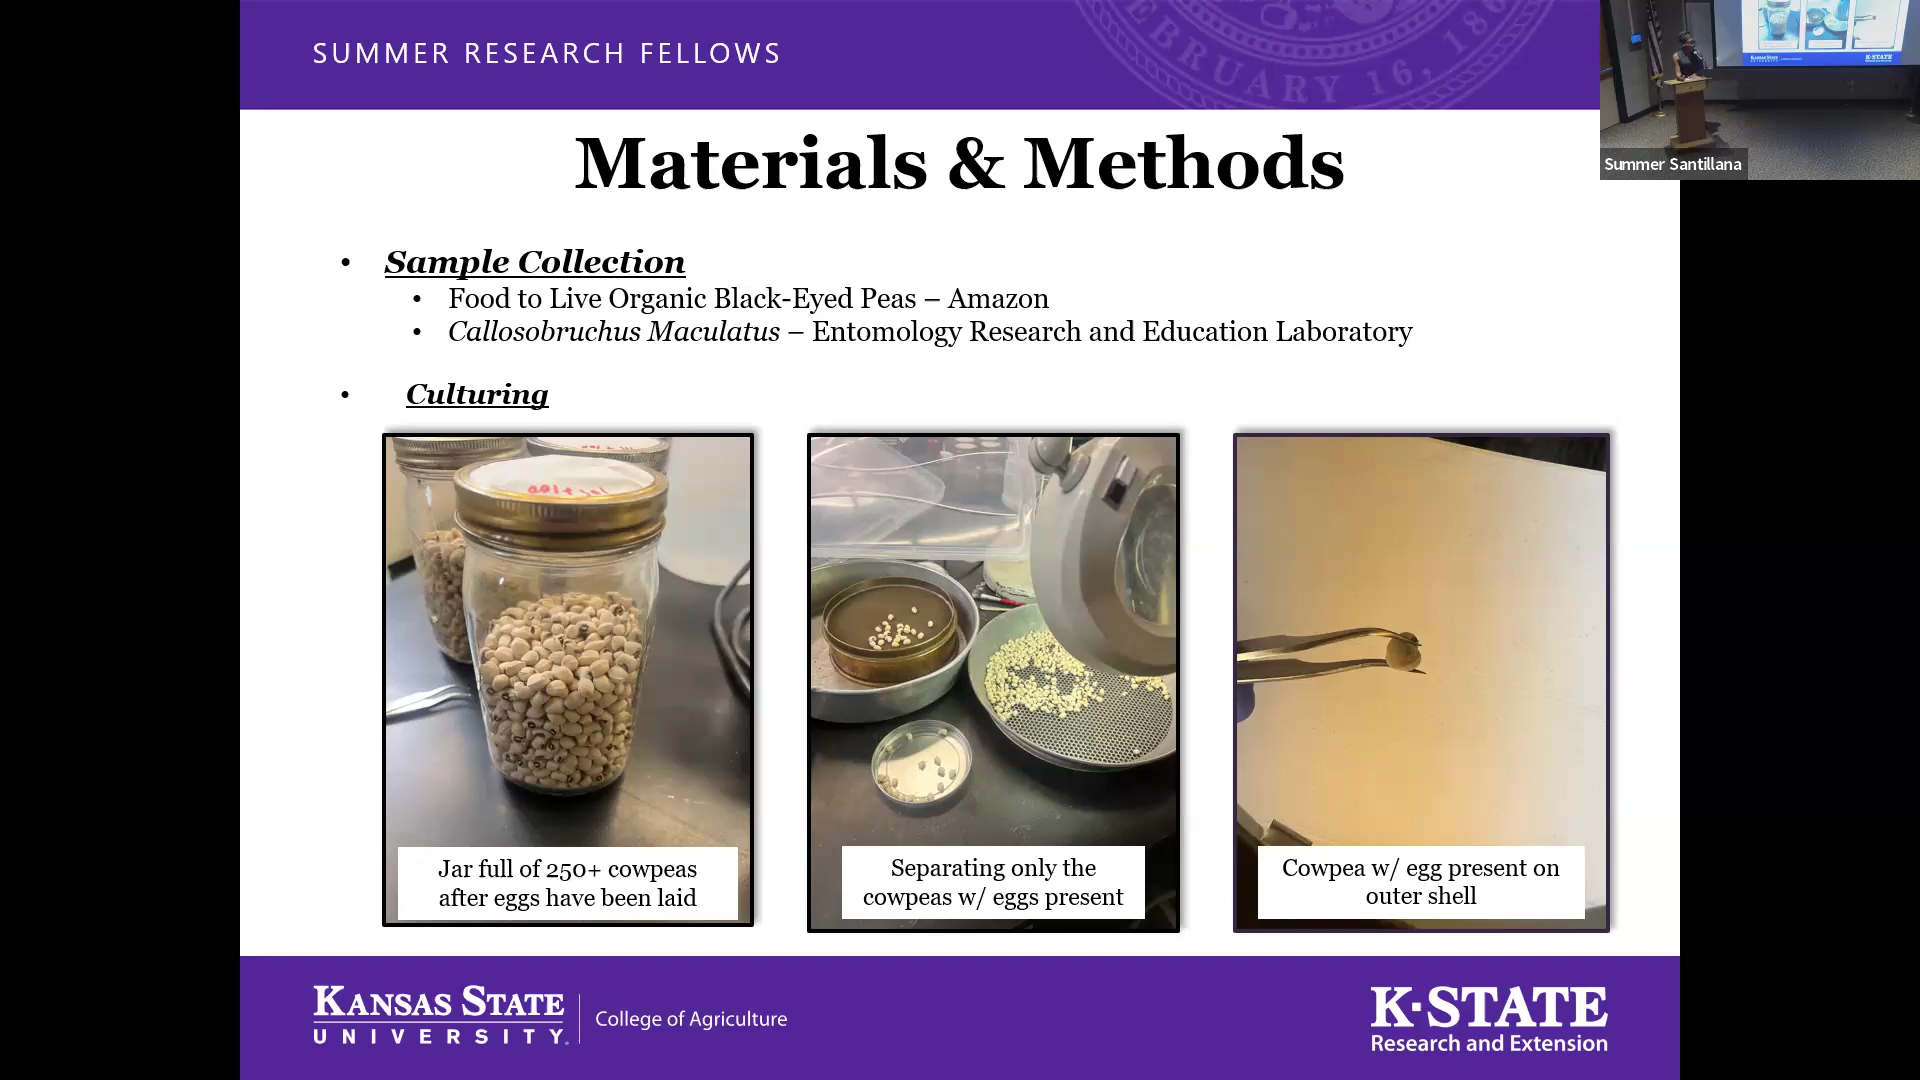 SUMMER RESEARCH FELLOWS
EBRUARY 16, 186
Summer Santillana
Materials & Methods
• Sample Collection
• Food to Live Organic Black-Eyed Peas – Amazon
• Callosobruchus Maculatus – Entomology Research and Education Laboratory
• Culturing
Jar full of 250+ cowpeas
after eggs have been laid
Separating only the
cowpeas w/ eggs present
Cowpea w/ egg present on
outer shell
KANSAS STATE
UNIVERSITY
College of Agriculture
K-STATE
Research and Extension